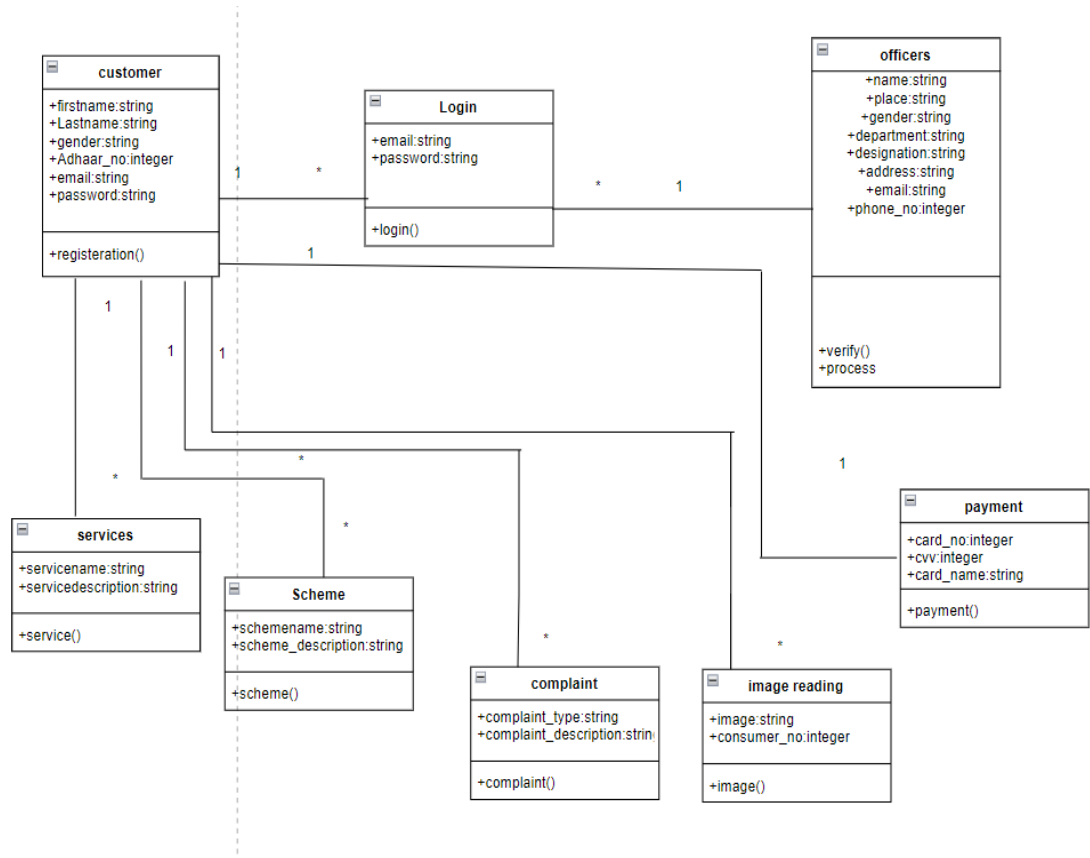 customer
+firstname:string
+Lastname:string
+gender:string
+Adhaar_no:integer
+email:string
+password:string
+registeration()
Login
+email:string
+password:string
+login()
officers
+name:string
+place:string
+gender:string
+department:string
+designation:string
+address:string
+email:string
+phone_no:integer
+verify()
+process
1
*
*
1
1
1
1
1
*
*
*
1
services
+servicename:string
+servicedescription:string
+service()
Scheme
+schemename:string
+scheme_description:string
+scheme()
*
complaint
+complaint_type:string
+complaint_description:string
+complaint()
*
image reading
+image:string
+consumer_no:integer
+image()
payment
+card_no:integer
+cvv:integer
+card_name:string
+payment()